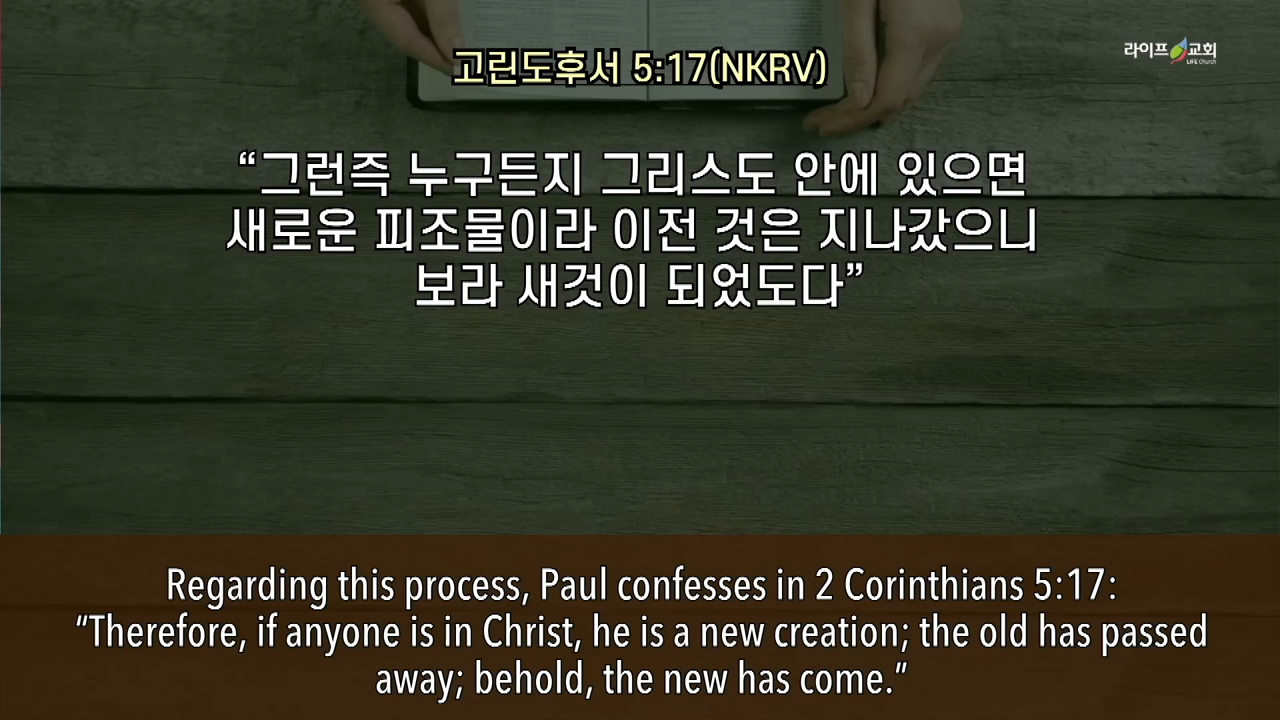 고린도후서 5:17(NKRV)
라이프 교회
LIFE Church
“그런즉 누구든지 그리스도 안에 있으면
새로운 피조물이라 이전 것은 지나갔으니
보라 새것이 되었도다”
Regarding this process, Paul confesses in 2 Corinthians 5:17:
“Therefore, if anyone is in Christ, he is a new creation; the old has passed
away; behold, the new has come.”